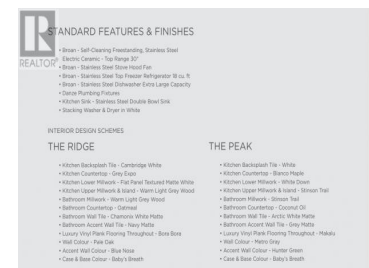 STANDARD FEATURES & FINISHES
• Broan - Self-Cleaning Freestanding, Stainless Steel
Electric Ceramic - Top Range 30"
REALTOR®
• Broan - Stainless Steel Stove Hood Fan
• Broan - Stainless Steel Top Freezer Refrigerator 18 cu. ft
• Broan - Stainless Steel Dishwasher Extra Large Capacity
• Danze Plumbing Fixtures
• Kitchen Sink - Stainless Steel Double Bowl Sink
• Stacking Washer & Dryer in White
INTERIOR DESIGN SCHEMES
THE RIDGE
• Kitchen Backsplash Tile - Cambridge White
• Kitchen Countertop - Grey Expo
• Kitchen Lower Millwork - Flat Panel Textured Matte White
• Kitchen Upper Millwork & Island - Warm Light Grey Wood
• Bathroom Millwork - Warm Light Grey Wood
• Bathroom Countertop - Oatmeal
• Bathroom Wall Tile - Chamonix White Matte
• Bathroom Accent Wall Tile - Navy Matte
• Luxury Vinyl Plank Flooring Throughout - Bora Bora
• Wall Colour - Pale Oak
• Accent Wall Colour - Blue Nose
• Case & Base Colour - Baby's Breath
THE PEAK
• Kitchen Backsplash Tile - White
• Kitchen Countertop - Blanco Maple
• Kitchen Lower Millwork - White Down
• Kitchen Upper Millwork & Island - Stinson Trail
• Bathroom Millwork - Stinson Trail
• Bathroom Countertop - Coconut Oil
• Bathroom Wall Tile - Arctic White Matte
• Bathroom Accent Wall Tile - Gray Matte
• Luxury Vinyl Plank Flooring Throughout - Makalu
• Wall Colour - Metro Grey
• Accent Wall Colour - Hunter Green
• Case & Base Colour - Baby's Breath